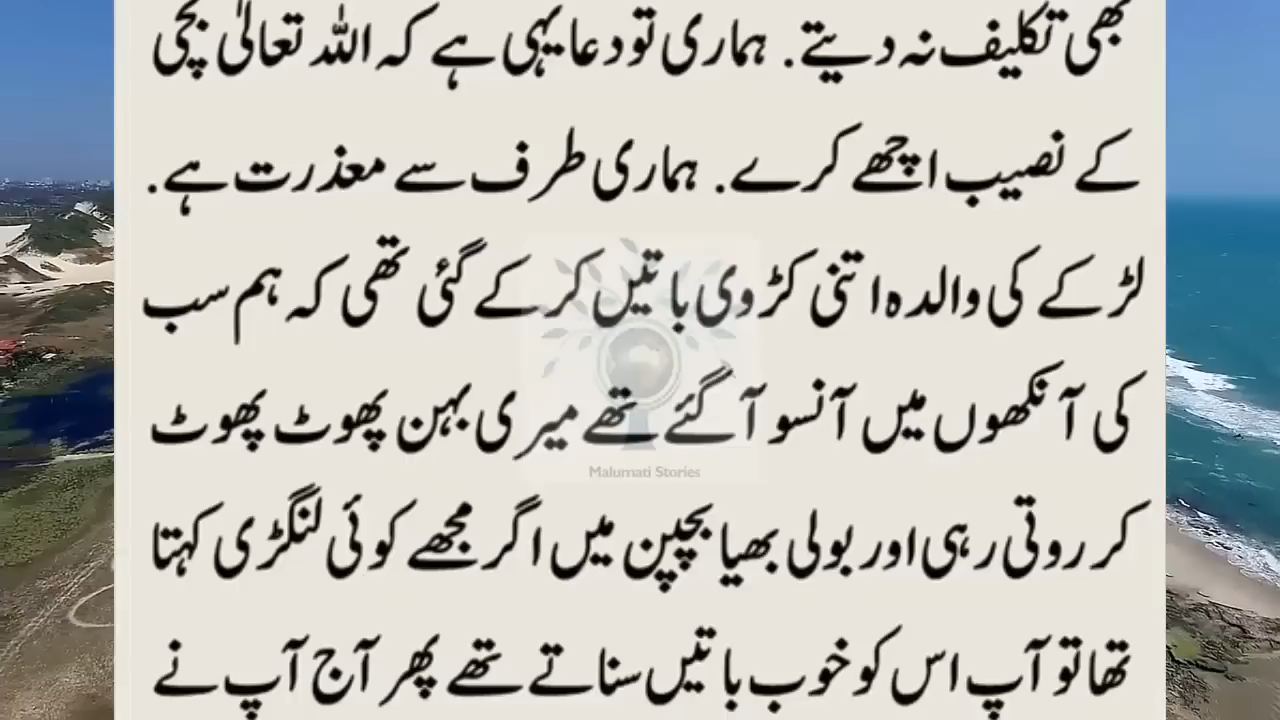 بھی تکلیف نہ دیتے. ہماری تو دعا یہی ہے کہ اللہ تعالیٰ بچی
کے نصیب اچھے کرے. ہماری طرف سے معذرت ہے.
لڑکے کی والدہ اتنی کڑوی باتیں کر کے گئی تھی کہ ہم سب
کی آنکھوں میں آنسو آ گئے تھے میری بہن پھوٹ پھوٹ
Malumati Stories
کر روتی رہی اور بولی بھیا بچپن میں اگر مجھے کوئی لنگڑی کہتا
تھا تو آپ اس کو خوب باتیں سناتے تھے پھر آج آپ نے